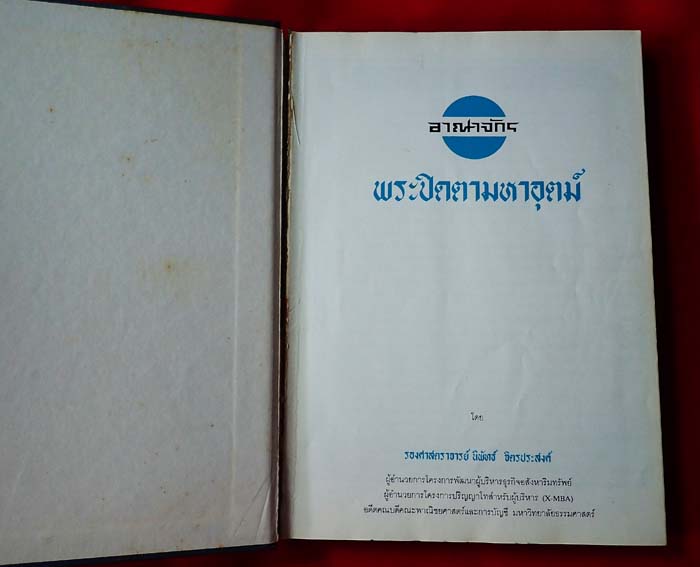 อาณาจักร
พระปิดตามหาอุตม์
โดย
รองศาสตราจารย์ นิพัทธ์ จิตรประสงค์
ผู้อำนวยการโครงการพัฒนาผู้บริหารธุรกิจอสังหาริมทรัพย์
ผู้อำนวยการโครงการปริญญาโทสำหรับผู้บริหาร (X-MBA)
อดีตคณบดีคณะพาณิชยศาสตร์และการบัญชี มหาวิทยาลัยธรรมศาสตร์